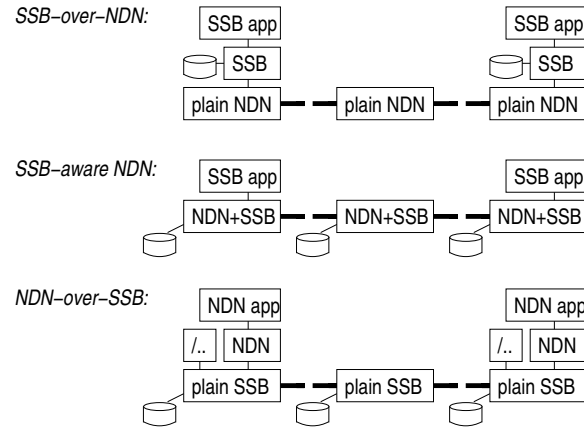 SSB−over−NDN:
SSB app SSB app
SSB SSB
plain NDN plain NDN plain NDN
SSB−aware NDN:
SSB app SSB app
NDN+SSB NDN+SSB NDN+SSB
NDN−over−SSB:
NDN app NDN app
/.. NDN /.. NDN
plain SSB plain SSB plain SSB